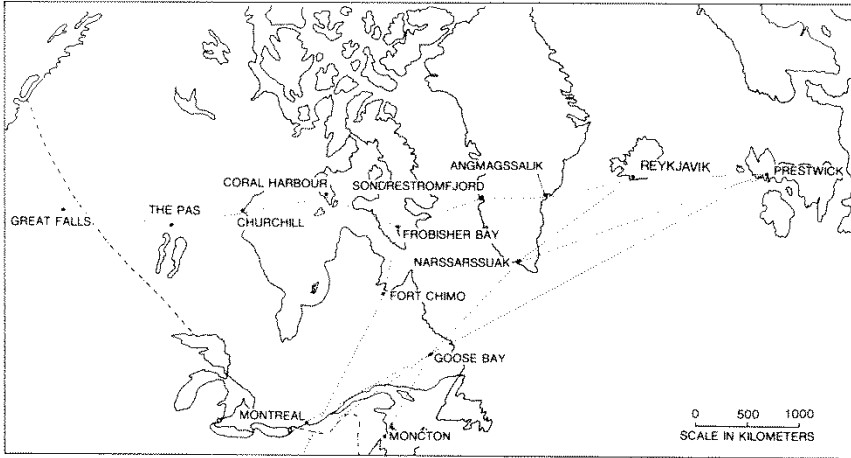 ANGMAGSSALIK
REYKJAVIK
PRESTWICK
CORAL HARBOUR
SONDRESTROMFJORD
GREAT FALLS
THE PAS
CHURCHILL
FROBISHER BAY
NARSSARSSUAK
FORT CHIMO
GOOSE BAY
MONTREAL
MONCTON
0 500 1000
SCALE IN KILOMETERS